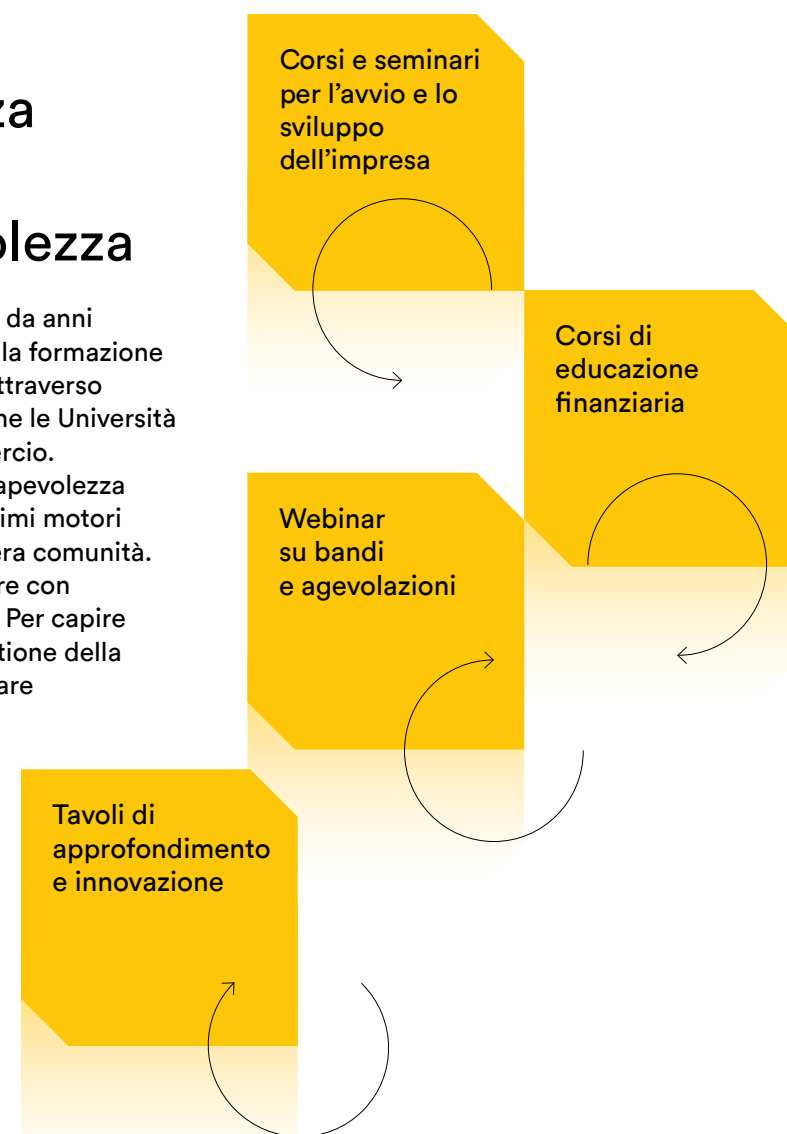 za
olezza
da anni
la formazione
ttraverso
ne le Università
ercio.
apevolezza
imi motori
era comunità.
re con
Per capire
tione della
are
Corsi e seminari
per l'avvio e lo
sviluppo
dell'impresa
Corsi di
educazione
finanziaria
Webinar
su bandi
e agevolazioni
Tavoli di
approfondimento
e innovazione